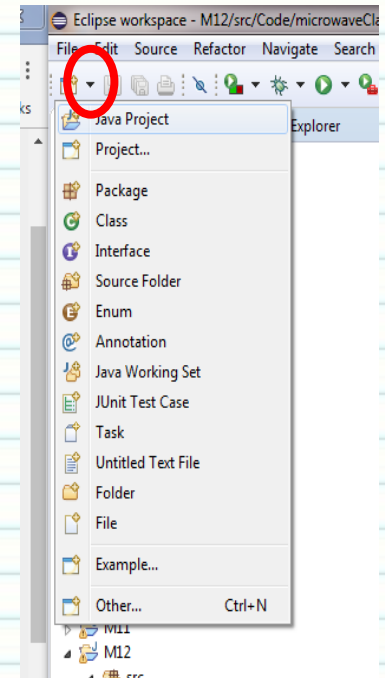 Eclipse workspace - M12/src/Code/microwaveCla
File Edit Source Refactor Navigate Search
ks
Java Project
Explorer
Project...
Package
Class
Interface
Source Folder
Enum
Annotation
Java Working Set
JUnit Test Case
Task
Untitled Text File
Folder
File
Example...
Other... Ctrl+N
M11
M12
src